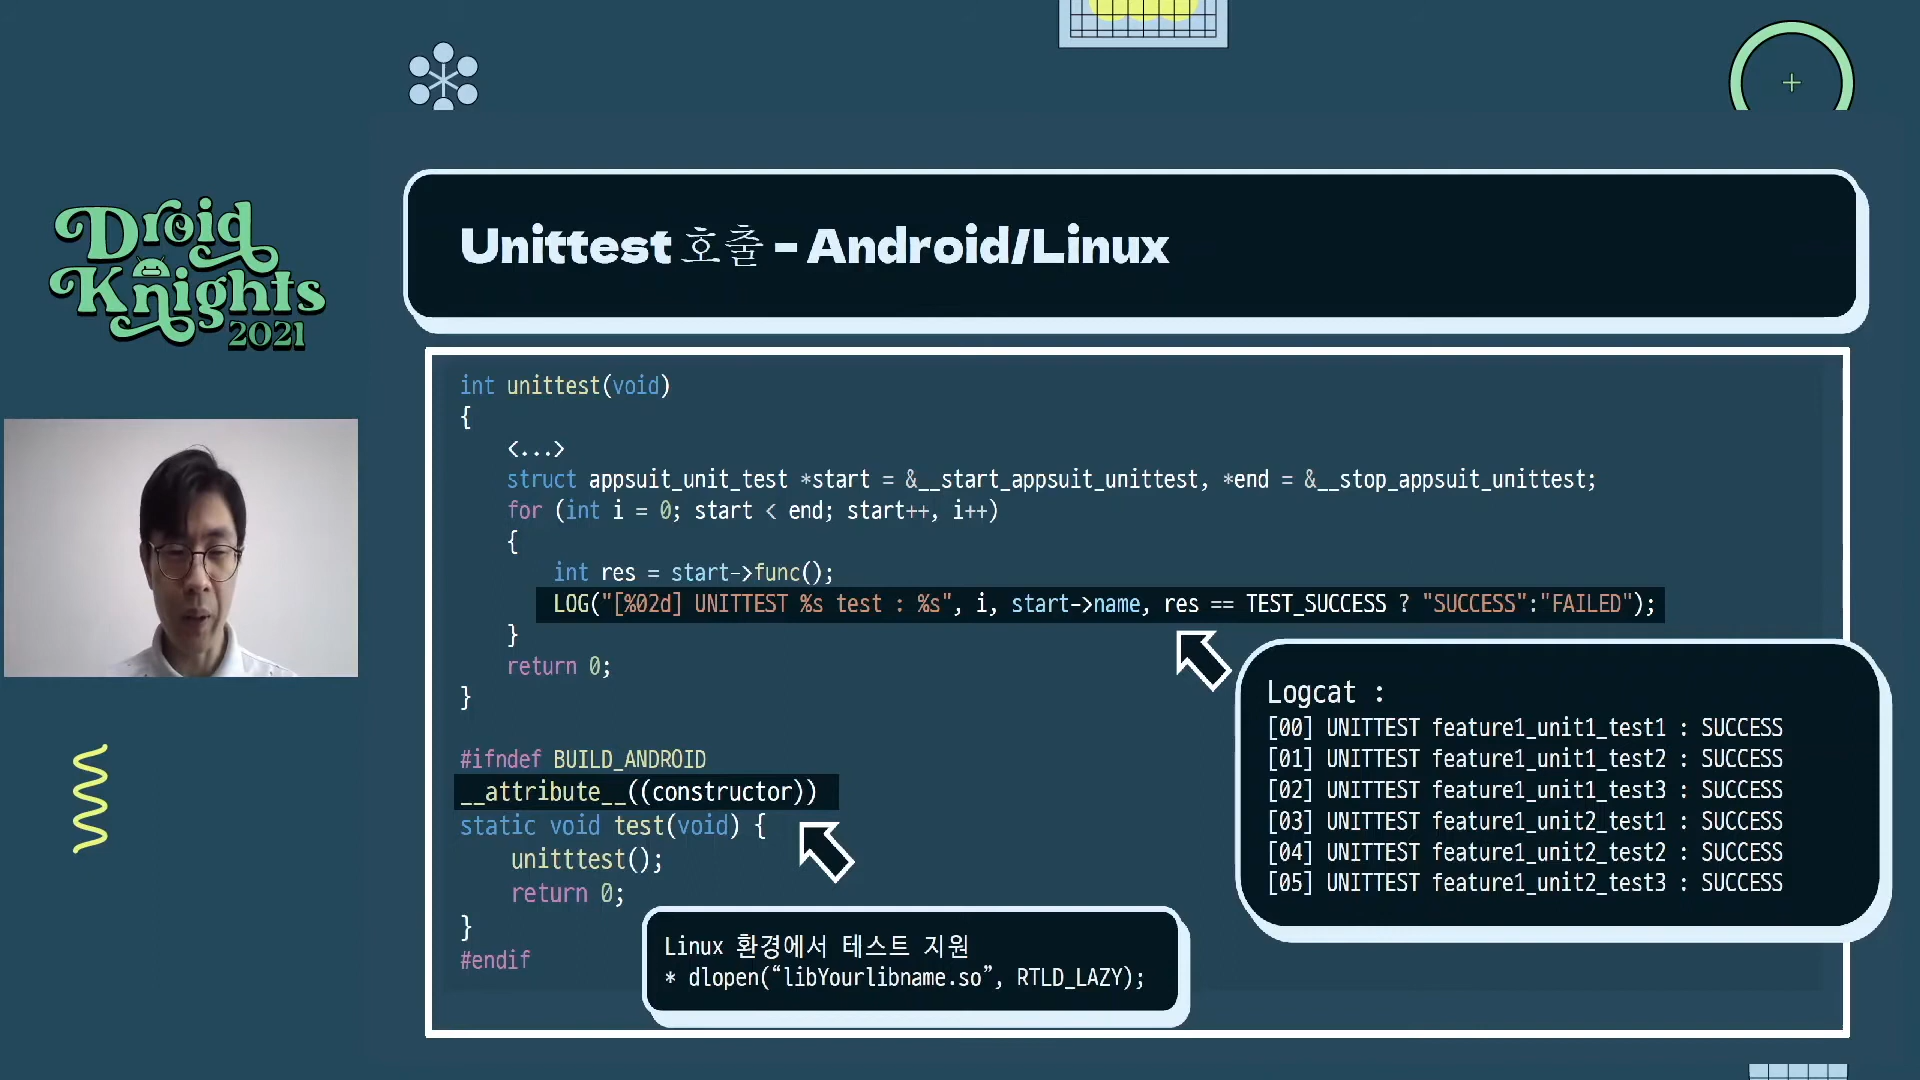 Droid
Knights
2021
Unittest 호출 - Android/Linux
int unittest(void)
{
<...>
struct appsuit_unit_test *start = &__start_appsuit_unittest, *end = &__stop_appsuit_unittest;
for (int i = 0; start < end; start++, i++)
{
int res = start->func();
LOG("[%02d] UNITTEST %s test : %s", i, start->name, res == TEST_SUCCESS ? "SUCCESS":"FAILED");
}
return 0;
}
#ifndef BUILD_ANDROID
__attribute__((constructor))
static void test(void) {
unitttest();
return 0;
}
#endif
Logcat :
[00] UNITTEST feature1_unit1_test1 : SUCCESS
[01] UNITTEST feature1_unit1_test2 : SUCCESS
[02] UNITTEST feature1_unit1_test3 : SUCCESS
[03] UNITTEST feature1_unit2_test1 : SUCCESS
[04] UNITTEST feature1_unit2_test2 : SUCCESS
[05] UNITTEST feature1_unit2_test3 : SUCCESS
Linux 환경에서 테스트 지원
* dlopen(“libYourlibname.so”, RTLD_LAZY);